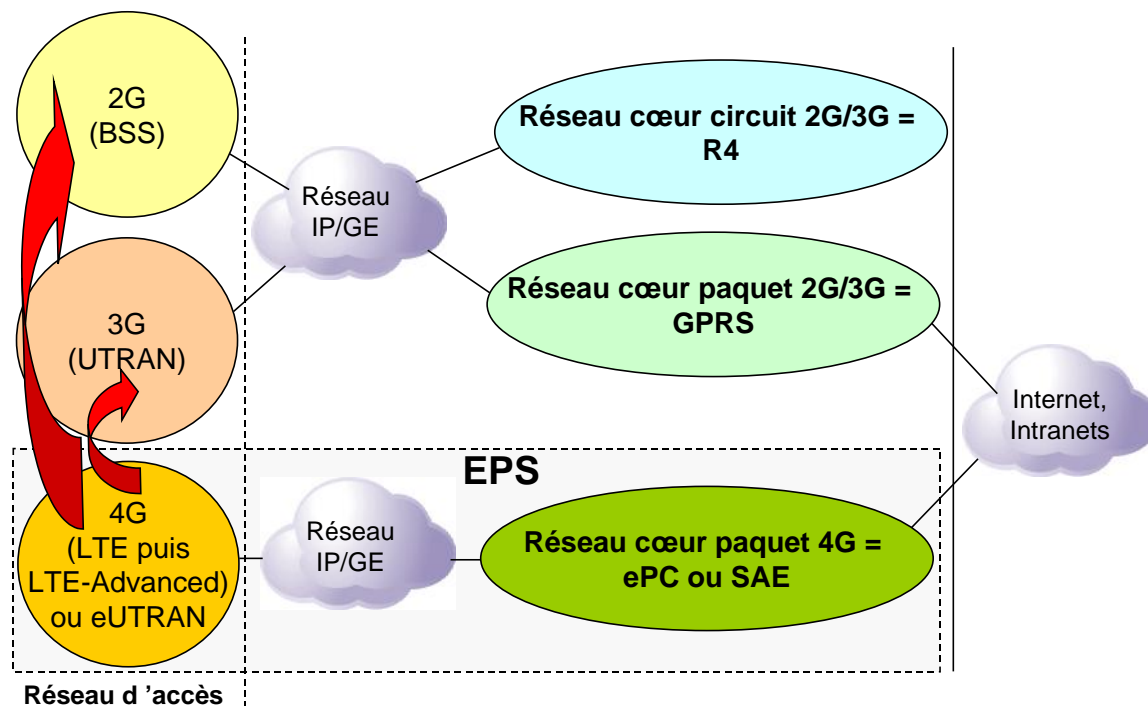 2G
(BSS)
Réseau cœur circuit 2G/3G =
R4
Réseau
IP/GE
Réseau cœur paquet 2G/3G =
GPRS
3G
(UTRAN)
Internet,
Intranets
EPS
4G
(LTE puis
LTE-Advanced)
ou eUTRAN
Réseau
IP/GE
Réseau cœur paquet 4G =
ePC ou SAE
Réseau d ’accès